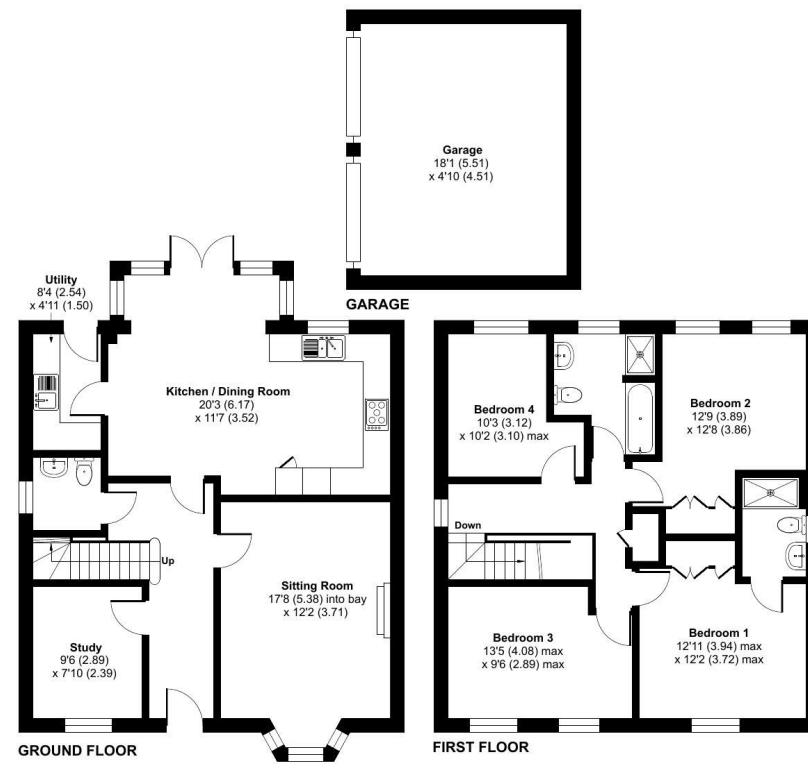 Garage
18'1 (5.51)
x 4'10 (4.51)
GARAGE
Utility
8'4 (2.54)
x 4'11 (1.50)
Kitchen / Dining Room
20'3 (6.17)
x 11'7 (3.52)
Up
Sitting Room
17'8 (5.38) into bay
x 12'2 (3.71)
Study
9'6 (2.89)
x 7'10 (2.39)
GROUND FLOOR
Bedroom 4
10'3 (3.12)
x 10'2 (3.10) max
Bedroom 2
12'9 (3.89)
x 12'8 (3.86)
Down
Bedroom 3
13'5 (4.08) max
x 9'6 (2.89) max
Bedroom 1
12'11 (3.94) max
x 12'2 (3.72) max
FIRST FLOOR